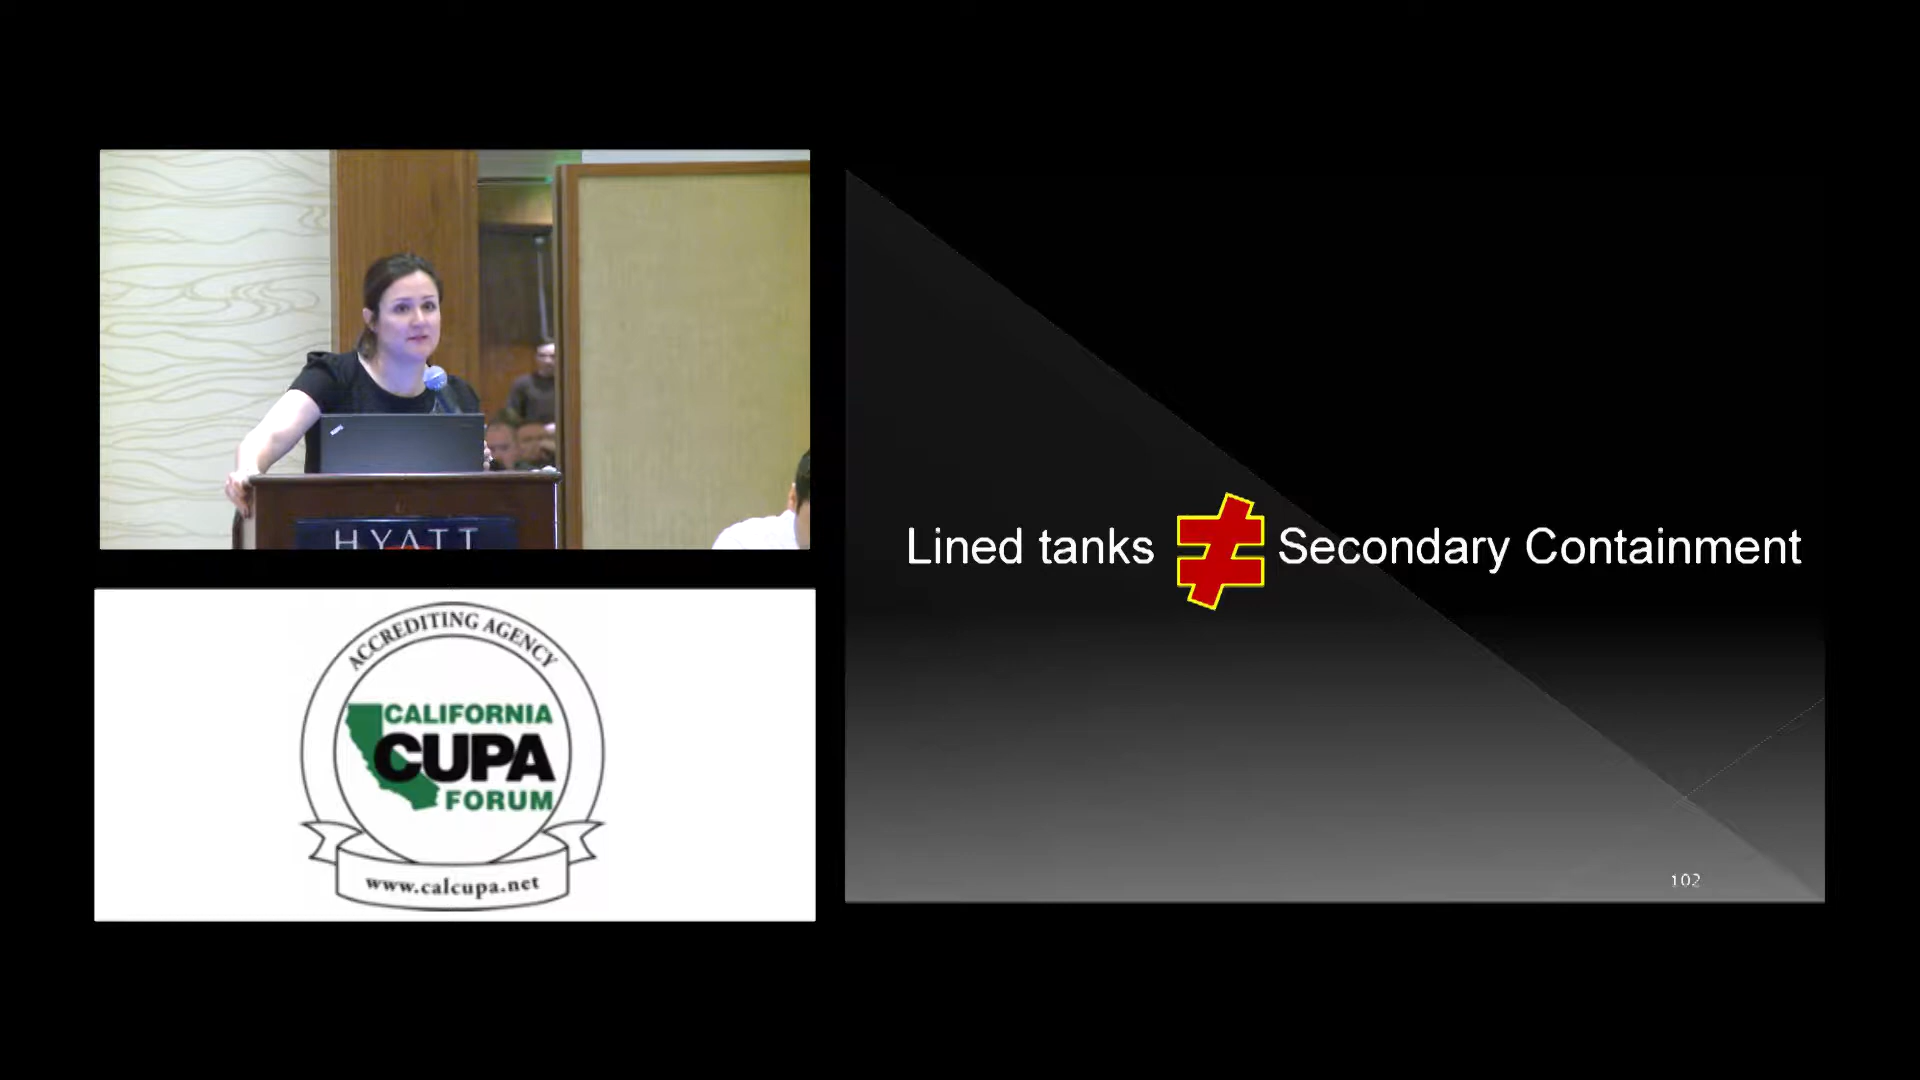 HYATT
ACCREDITING AGENCY
CALIFORNIA
CUPA
FORUM
www.calcupa.net
Lined tanks ≠ Secondary Containment
102